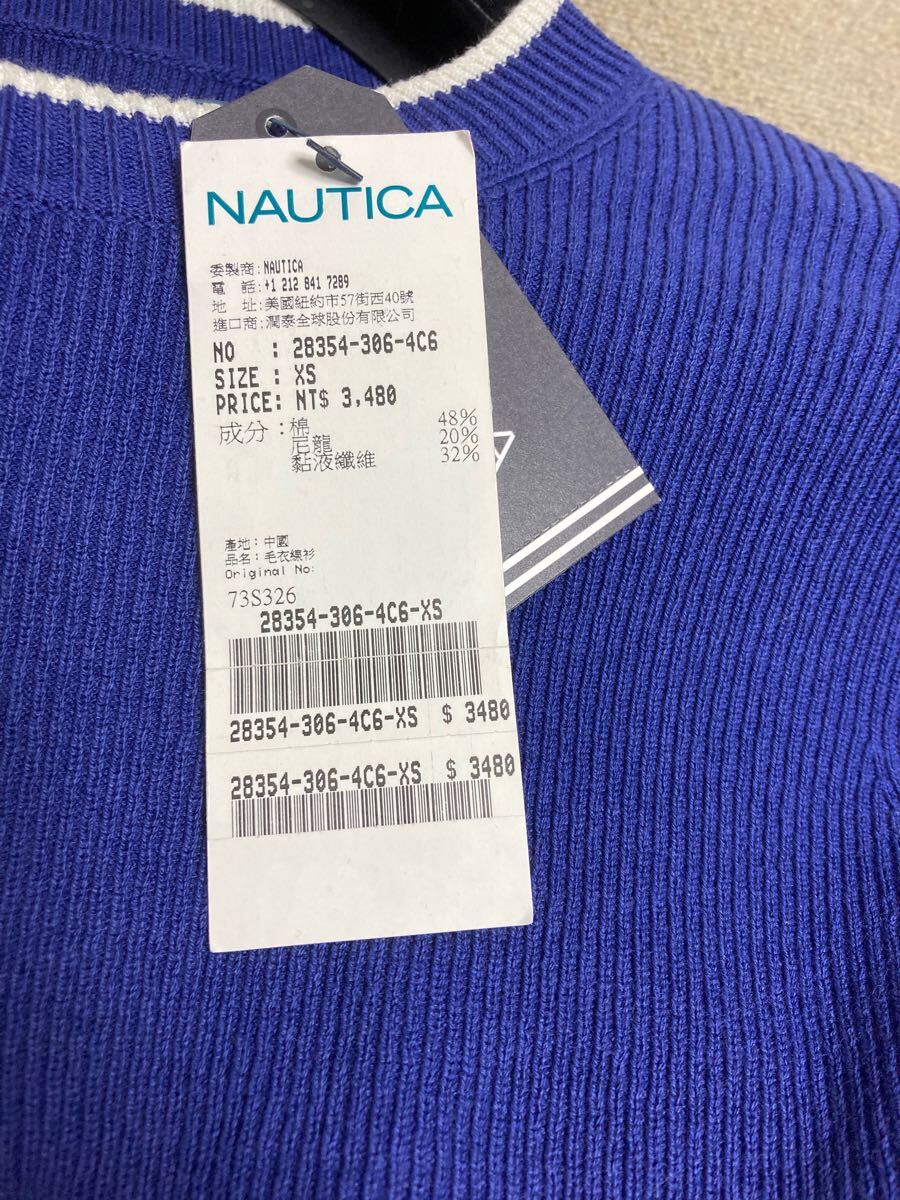 NAUTICA
委製商:NAUTICA
電 話:+1 212 841 7289
地 址:美國紐約市57街西40號
進口商:潤泰全球股份有限公司
NO : 28354-306-4C6
SIZE : XS
PRICE: NT$ 3,480
成分:棉 48%
尼龍 20%
黏液纖維 32%
產地:中國
品名:毛衣線衫
Original No:
73S326
28354-306-4C6-XS
28354-306-4C6-XS $ 3480
28354-306-4C6-XS $ 3480